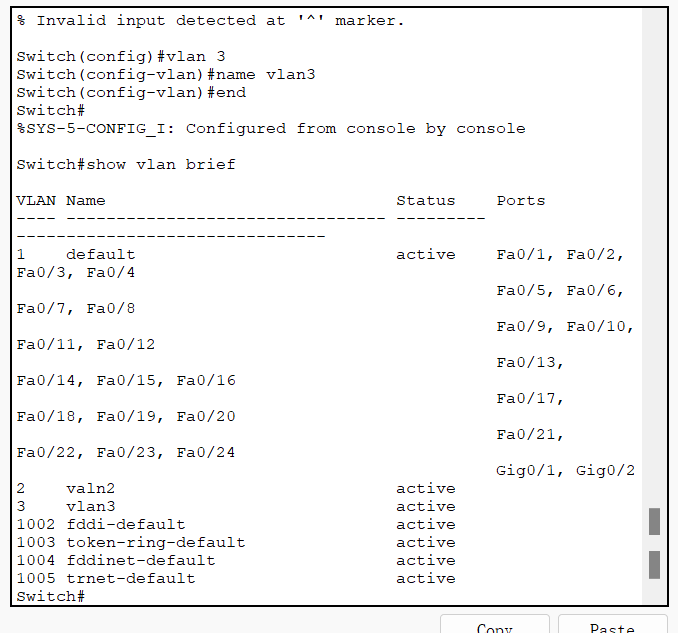 % Invalid input detected at '^' marker.
Switch(config)#vlan 3
Switch(config-vlan)#name vlan3
Switch(config-vlan)#end
Switch#
%SYS-5-CONFIG_I: Configured from console by console
Switch#show vlan brief
VLAN Name                             Status    Ports
---- -------------------------------- ---------
-------------------------------
1    default                          active    Fa0/1, Fa0/2,
Fa0/3, Fa0/4
                                                Fa0/5, Fa0/6,
Fa0/7, Fa0/8
                                                Fa0/9, Fa0/10,
Fa0/11, Fa0/12
                                                Fa0/13,
Fa0/14, Fa0/15, Fa0/16
                                                Fa0/17,
Fa0/18, Fa0/19, Fa0/20
                                                Fa0/21,
Fa0/22, Fa0/23, Fa0/24
                                                Gig0/1, Gig0/2
2    valn2                            active
3    vlan3                            active
1002 fddi-default                     active
1003 token-ring-default               active
1004 fddinet-default                  active
1005 trnet-default                    active
Switch#
Copy Paste